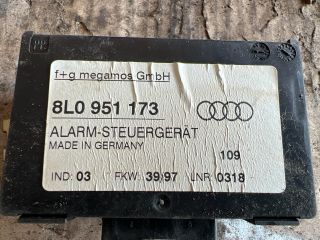 f+g megamos GmbH
8L0 951 173
ALARM-STEUERGERÄT
MADE IN GERMANY
109
IND: 03 FKW: 39/97 LNR: 0318